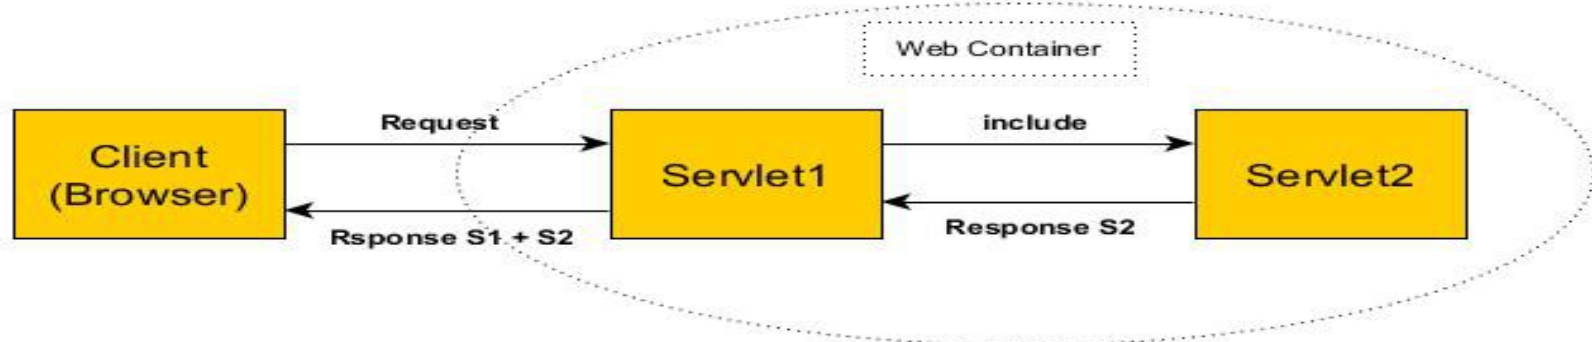 Web Container
Request
include
Client
(Browser)
Servlet1
Servlet2
Rsponse S1 + S2
Response S2